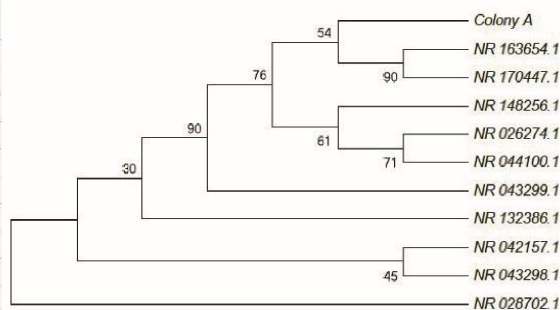 Colony A
54
NR 163654.1
90
NR 170447.1
76
NR 148256.1
61
NR 026274.1
71
NR 044100.1
90
NR 043299.1
30
NR 132386.1
NR 042157.1
45
NR 043298.1
NR 028702.1